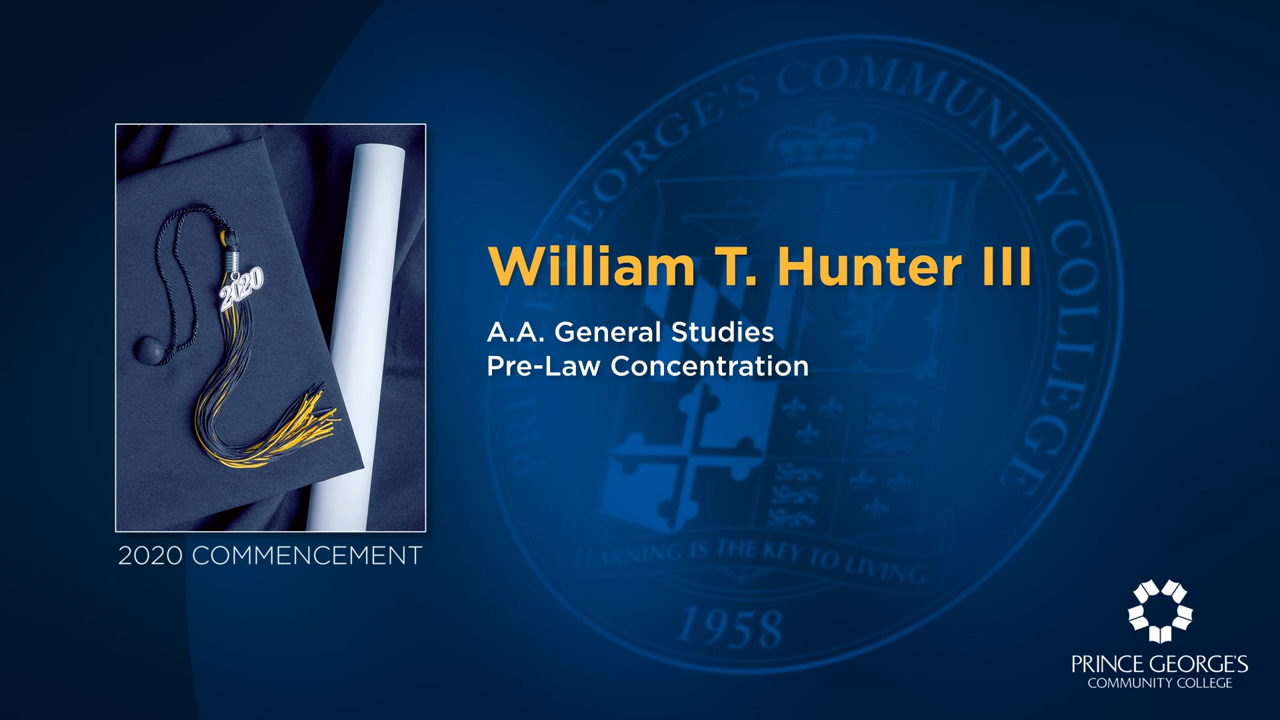 PRINCE GEORGE'S COMMUNITY COLLEGE
2020
William T. Hunter III
A.A. General Studies
Pre-Law Concentration
2020 COMMENCEMENT
LEARNING IS THE KEY TO LIVING
1958
PRINCE GEORGE'S
COMMUNITY COLLEGE